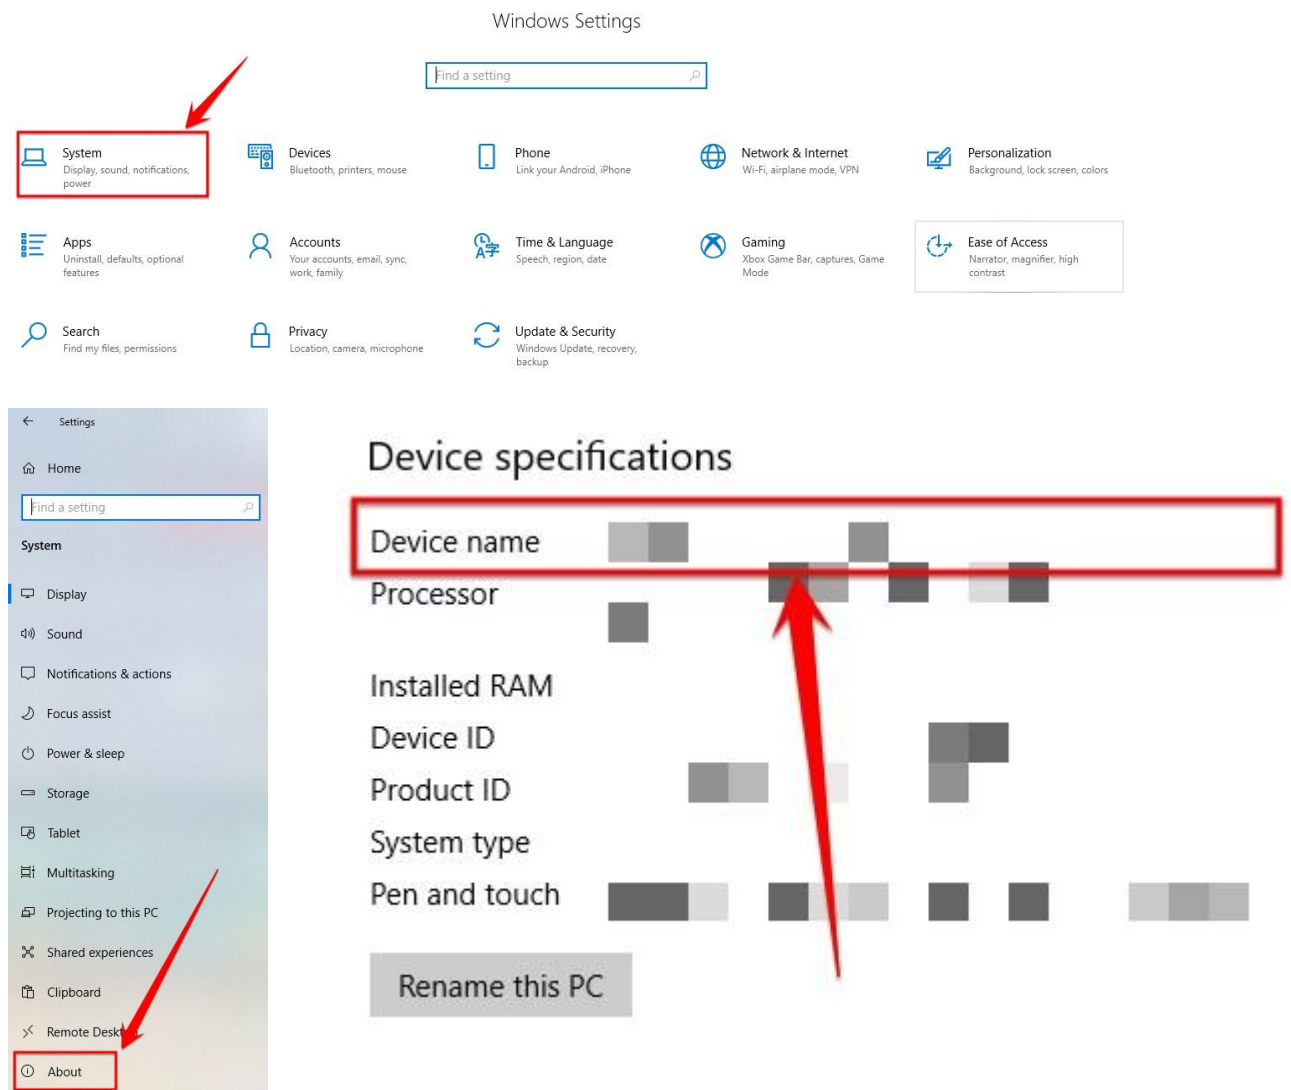 Windows Settings
Find a setting
System
Display, sound, notifications,
power
Devices
Bluetooth, printers, mouse
Phone
Link your Android, iPhone
Network & Internet
Wi-Fi, airplane mode, VPN
Personalization
Background, lock screen, colors
Apps
Uninstall, defaults, optional
features
Accounts
Your accounts, email, sync,
work, family
Time & Language
Speech, region, date
Gaming
Xbox Game Bar, captures, Game
Mode
Ease of Access
Narrator, magnifier, high
contrast
Search
Find my files, permissions
Privacy
Location, camera, microphone
Update & Security
Windows Update, recovery,
backup
Settings
Home
Find a setting
System
Display
Sound
Notifications & actions
Focus assist
Power & sleep
Storage
Tablet
Multitasking
Projecting to this PC
Shared experiences
Clipboard
Remote
About
Device specifications
Device name
Processor
Installed RAM
Device ID
Product ID
System type
Pen and touch
Rename this PC